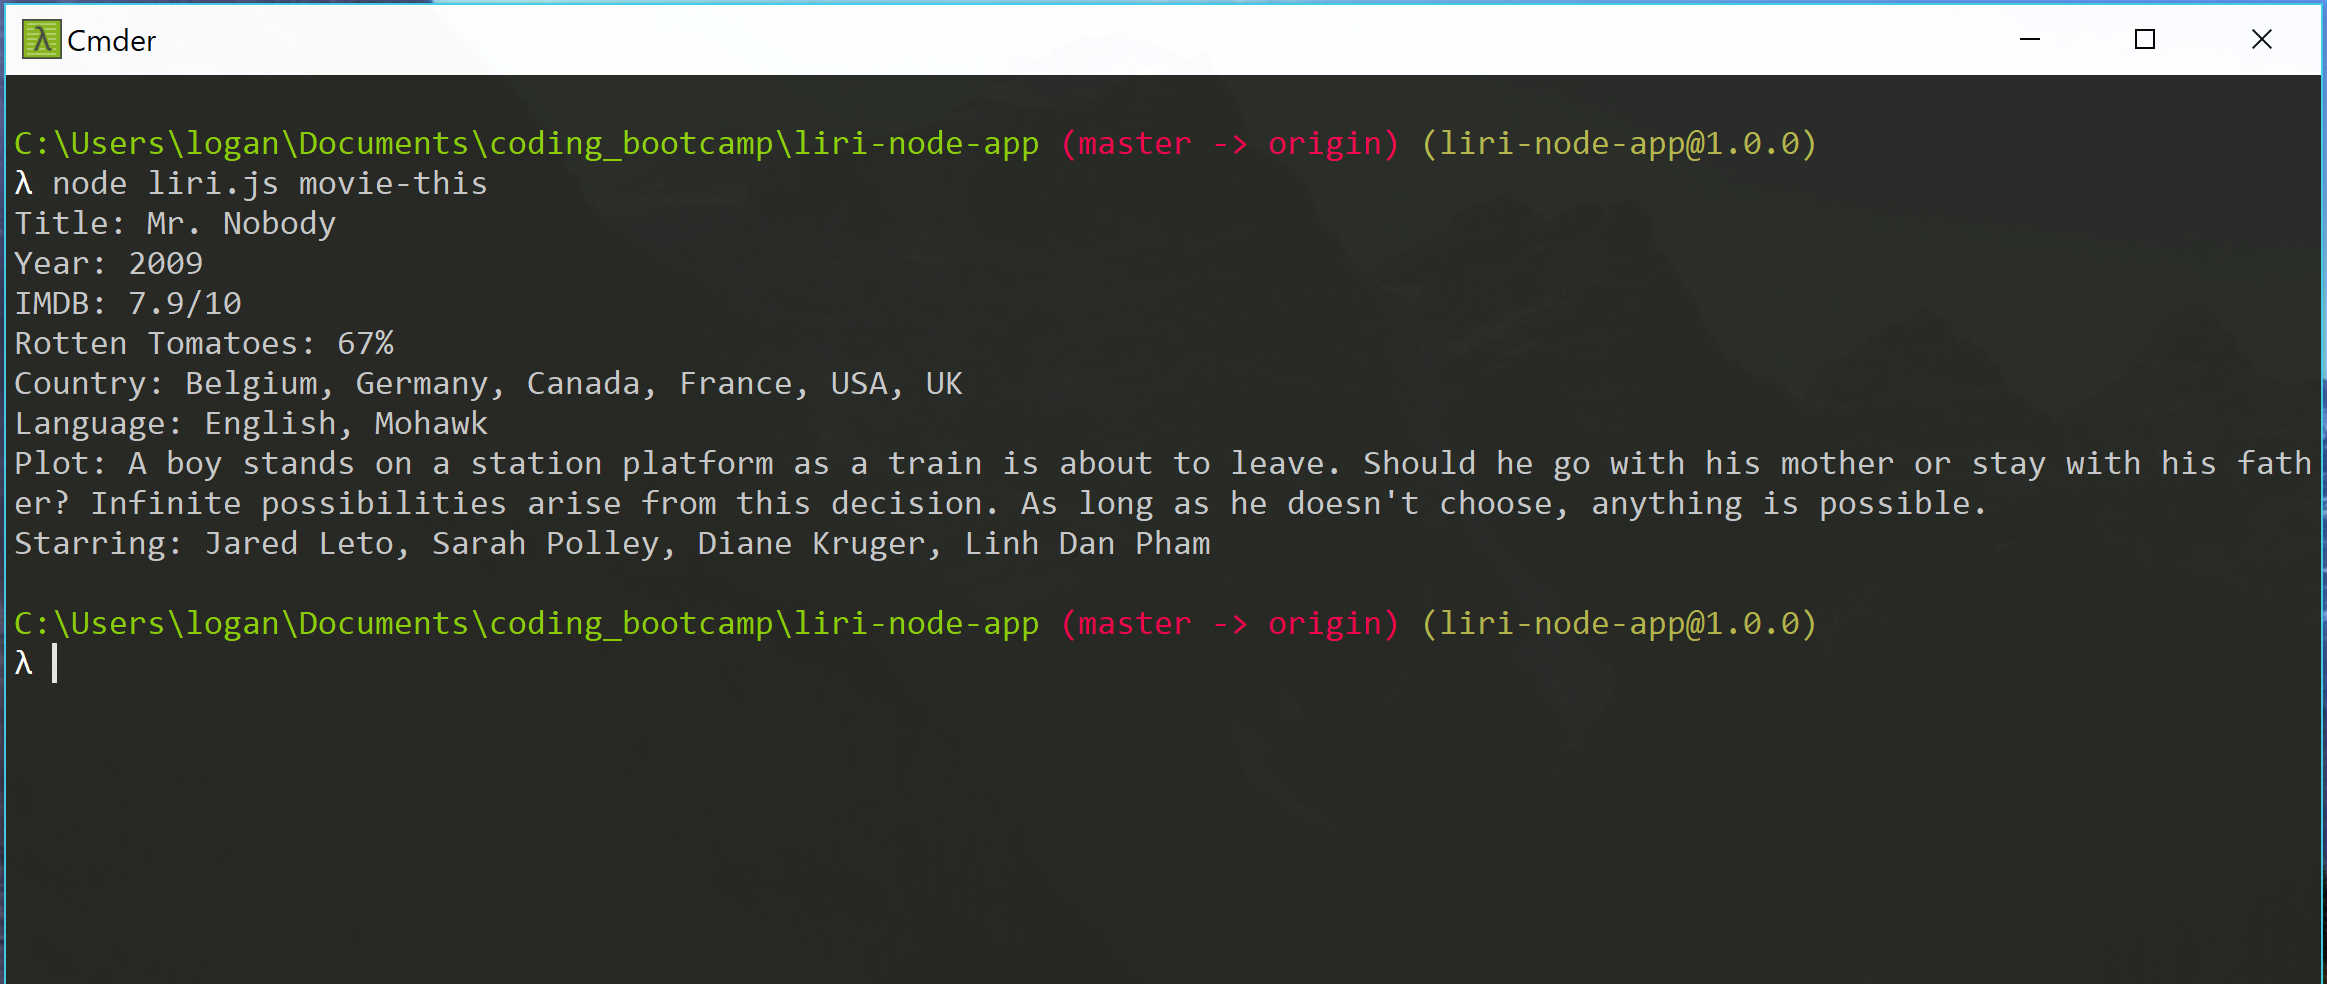 Cmder
C:\Users\logan\Documents\coding_bootcamp\liri-node-app (master -> origin) (liri-node-app@1.0.0)
λ node liri.js movie-this
Title: Mr. Nobody
Year: 2009
IMDB: 7.9/10
Rotten Tomatoes: 67%
Country: Belgium, Germany, Canada, France, USA, UK
Language: English, Mohawk
Plot: A boy stands on a station platform as a train is about to leave. Should he go with his mother or stay with his fath
er? Infinite possibilities arise from this decision. As long as he doesn't choose, anything is possible.
Starring: Jared Leto, Sarah Polley, Diane Kruger, Linh Dan Pham
C:\Users\logan\Documents\coding_bootcamp\liri-node-app (master -> origin) (liri-node-app@1.0.0)
λ